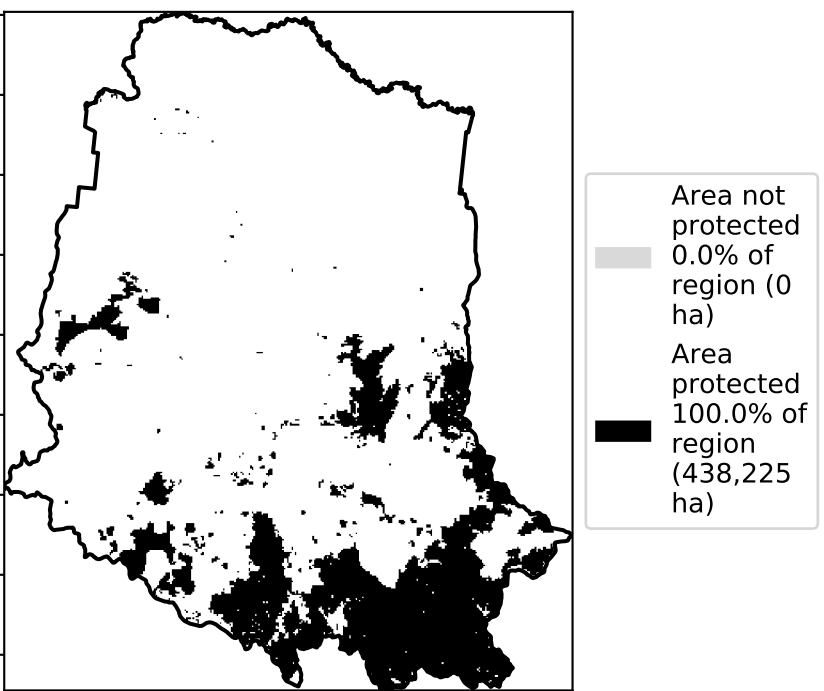 Area not
protected
0.0% of
region (0
ha)
Area
protected
100.0% of
region
(438,225
ha)